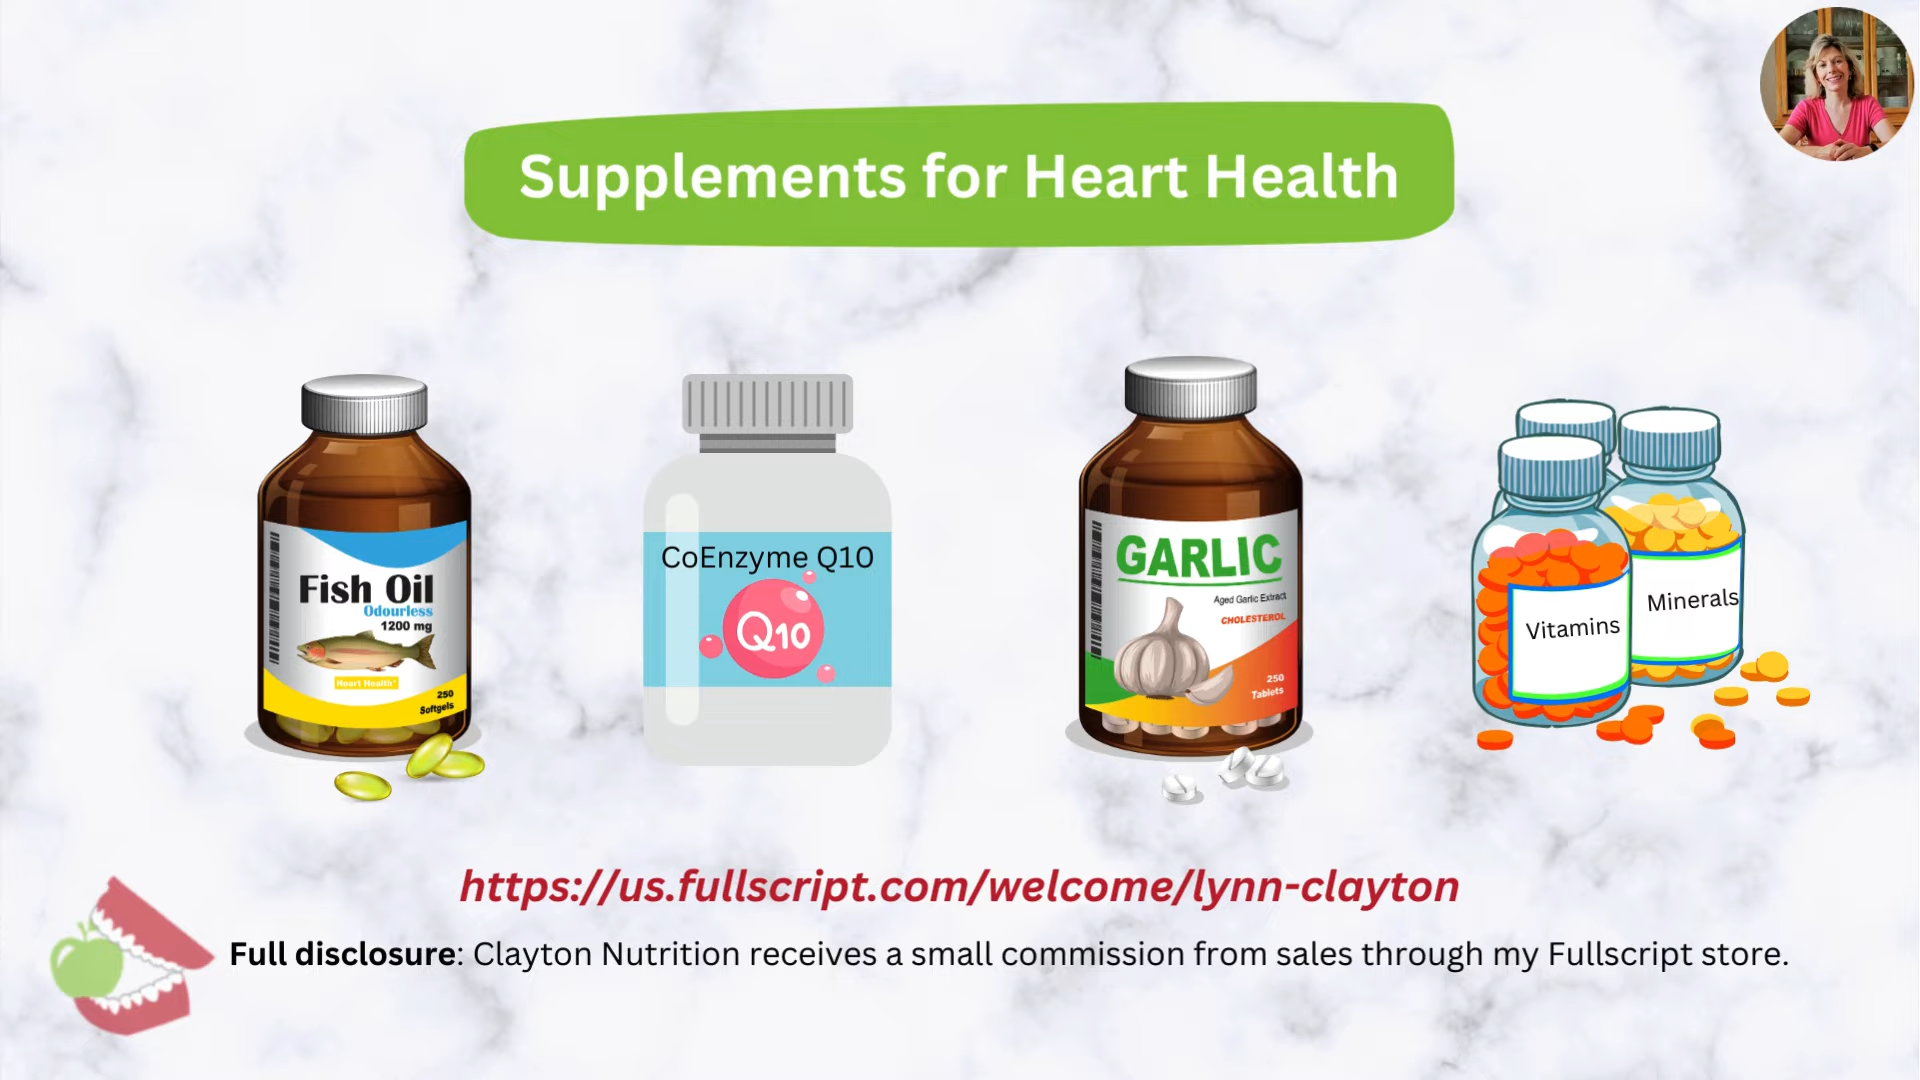 Supplements for Heart Health
Fish Oil
Odourless
1200 mg
Heart Health*
250
Softgels
CoEnzyme Q10
Q10
GARLIC
Aged Garlic Extract
CHOLESTEROL
250
Tablets
Vitamins
Minerals
https://us.fullscript.com/welcome/lynn-clayton
Full disclosure: Clayton Nutrition receives a small commission from sales through my Fullscript store.